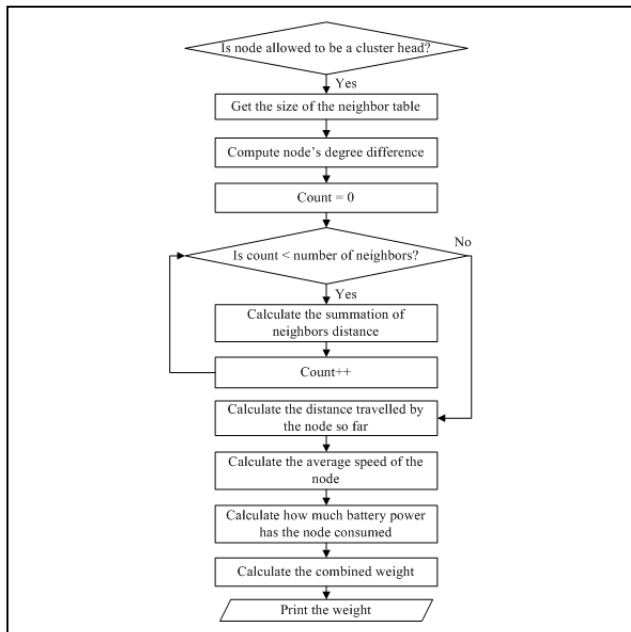 Is node allowed to be a cluster head?
Yes
Get the size of the neighbor table
Compute node's degree difference
Count = 0
No
Is count < number of neighbors?
Yes
Calculate the summation of
neighbors distance
Count++
Calculate the distance travelled by
the node so far
Calculate the average speed of the
node
Calculate how much battery power
has the node consumed
Calculate the combined weight
Print the weight